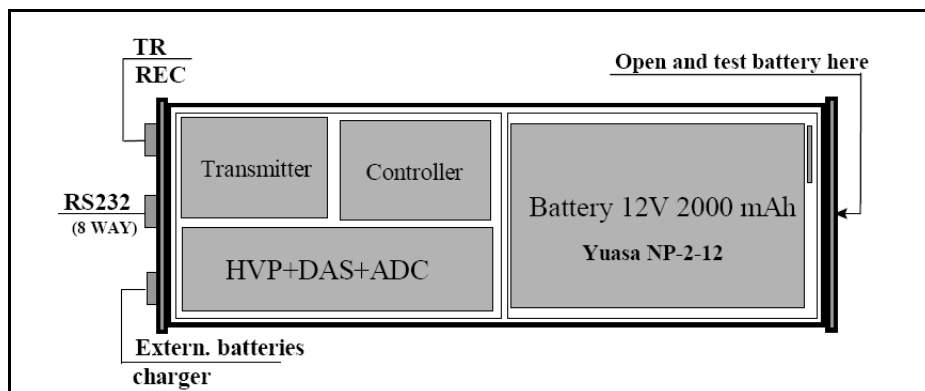 TR
REC
Open and test battery here
Transmitter
Controller
RS232
(8 WAY)
Battery 12V 2000 mAh
Yuasa NP-2-12
HVP+DAS+ADC
Extern. batteries
charger